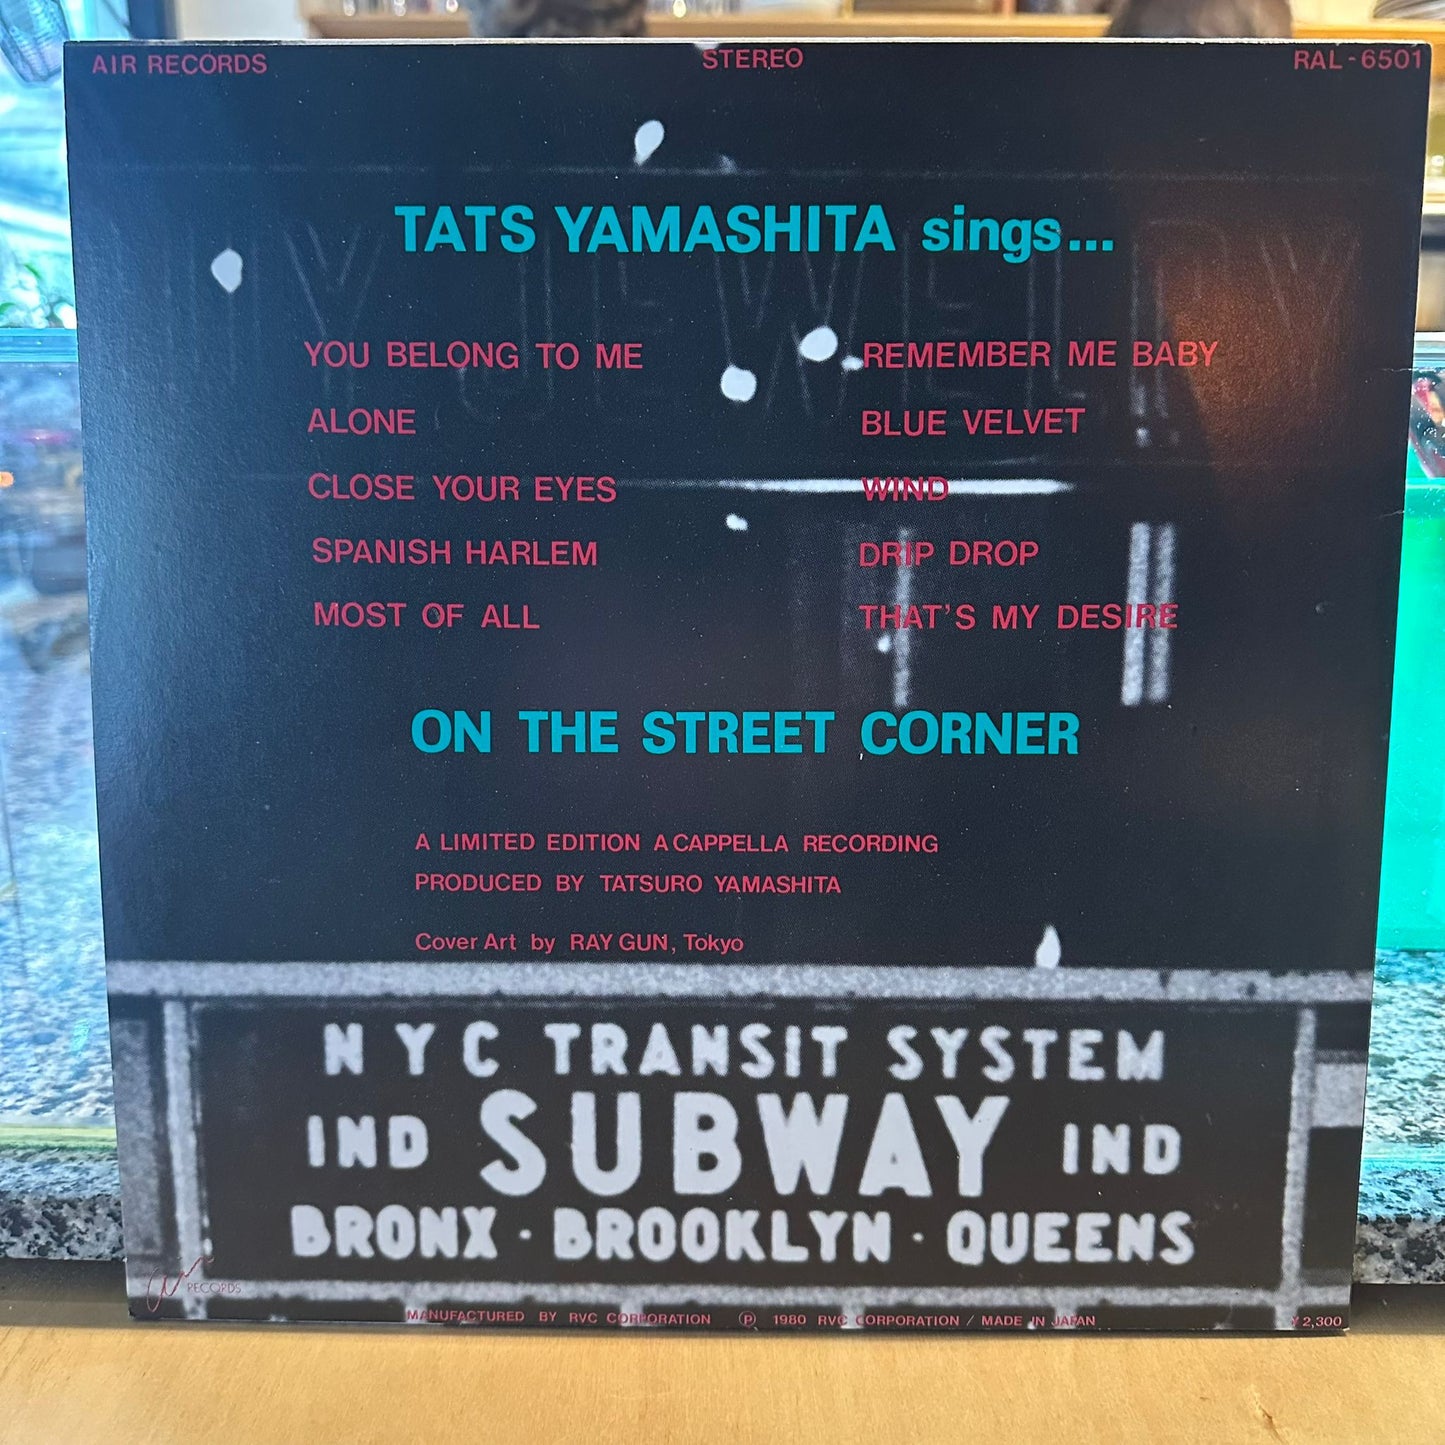 AIR RECORDS
STEREO
RAL-6501
TATS YAMASHITA sings...
YOU BELONG TO ME
ALONE
CLOSE YOUR EYES
SPANISH HARLEM
MOST OF ALL
REMEMBER ME BABY
BLUE VELVET
WIND
DRIP DROP
THAT'S MY DESIRE
ON THE STREET CORNER
A LIMITED EDITION A CAPPELLA RECORDING
PRODUCED BY TATSURO YAMASHITA
Cover Art by RAY GUN, Tokyo
NYC TRANSIT SYSTEM
IND SUBWAY IND
BRONX · BROOKLYN · QUEENS
RECORDS
MANUFACTURED BY RVC CORPORATION Ⓟ 1980 RVC CORPORATION / MADE IN JAPAN
¥2,300